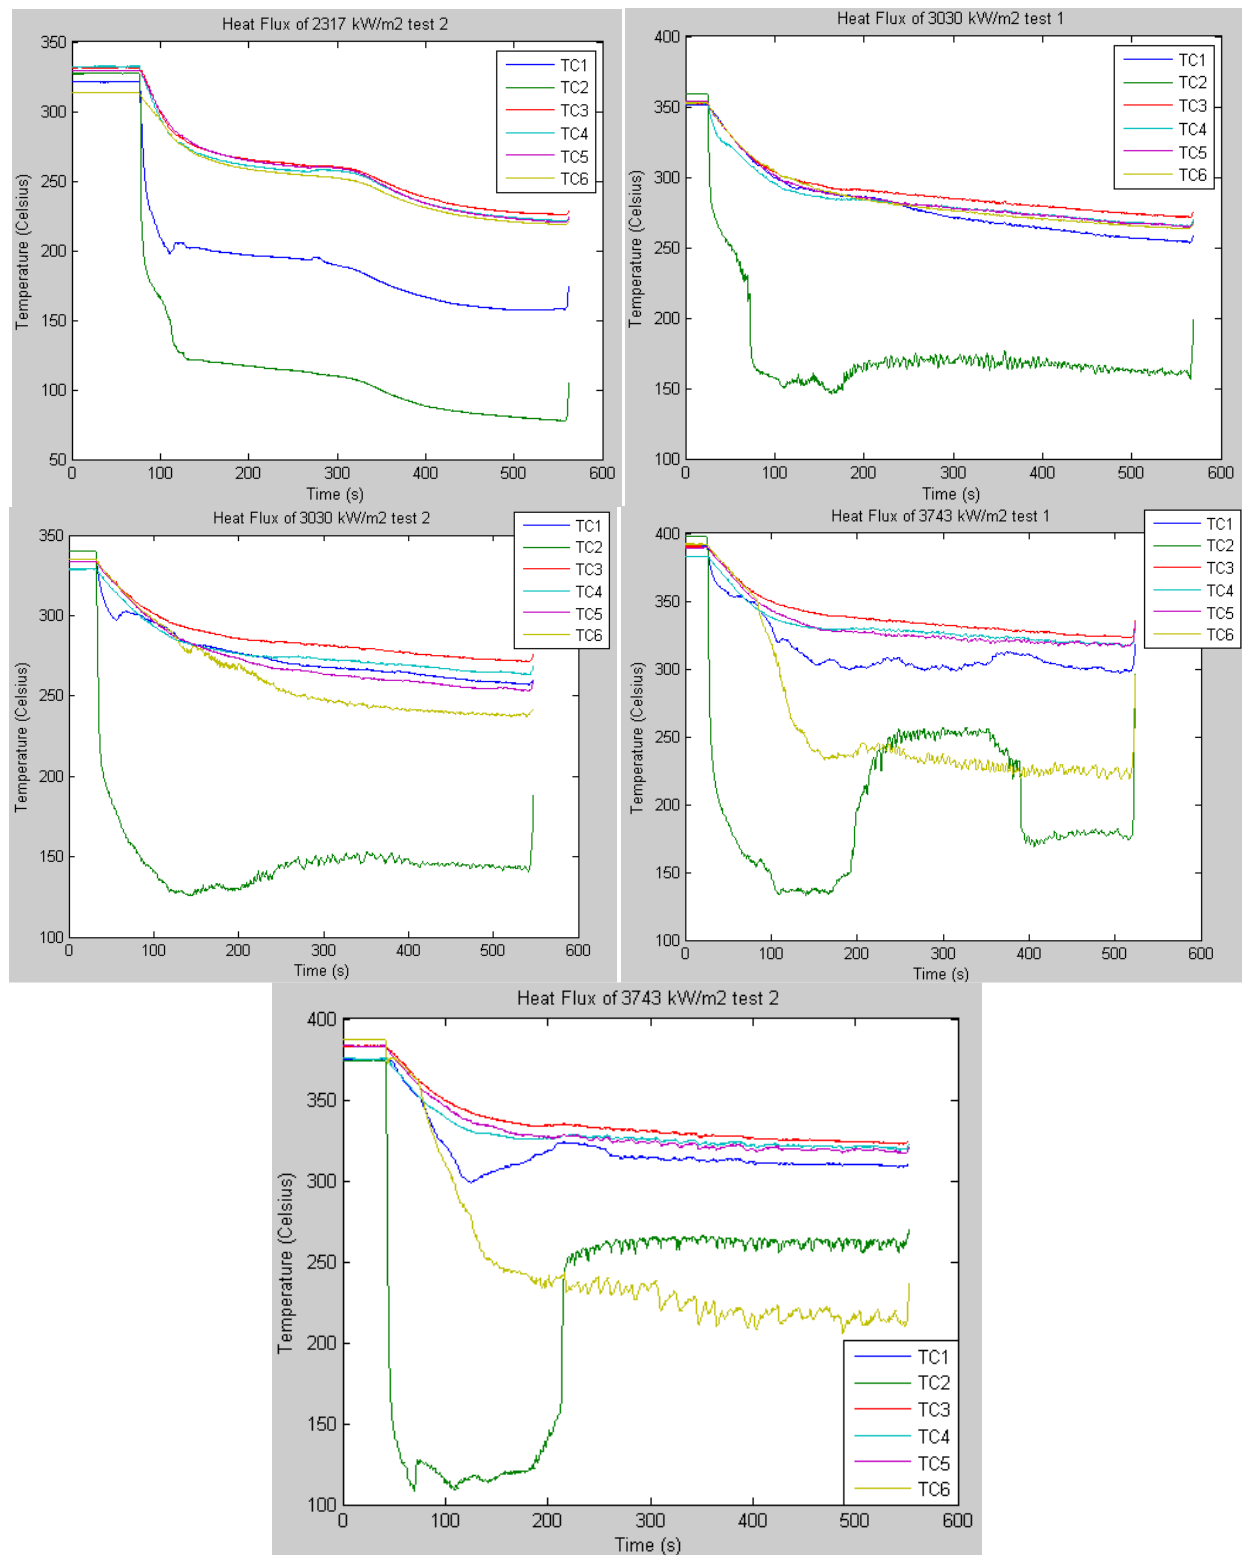 Heat Flux of 2317 kW/m2 test 2
350
300
250
200
150
100
50
Temperature (Celsius)
0 100 200 300 400 500 600
Time (s)
TC1
TC2
TC3
TC4
TC5
TC6
Heat Flux of 3030 kW/m2 test 1
400
350
300
250
200
150
100
Temperature (Celsius)
0 100 200 300 400 500 600
Time (s)
TC1
TC2
TC3
TC4
TC5
TC6
Heat Flux of 3030 kW/m2 test 2
350
300
250
200
150
100
Temperature (Celsius)
0 100 200 300 400 500 600
Time (s)
TC1
TC2
TC3
TC4
TC5
TC6
Heat Flux of 3743 kW/m2 test 1
400
350
300
250
200
150
100
Temperature (Celsius)
0 100 200 300 400 500 600
Time (s)
TC1
TC2
TC3
TC4
TC5
TC6
Heat Flux of 3743 kW/m2 test 2
400
350
300
250
200
150
100
Temperature (Celsius)
0 100 200 300 400 500 600
Time (s)
TC1
TC2
TC3
TC4
TC5
TC6